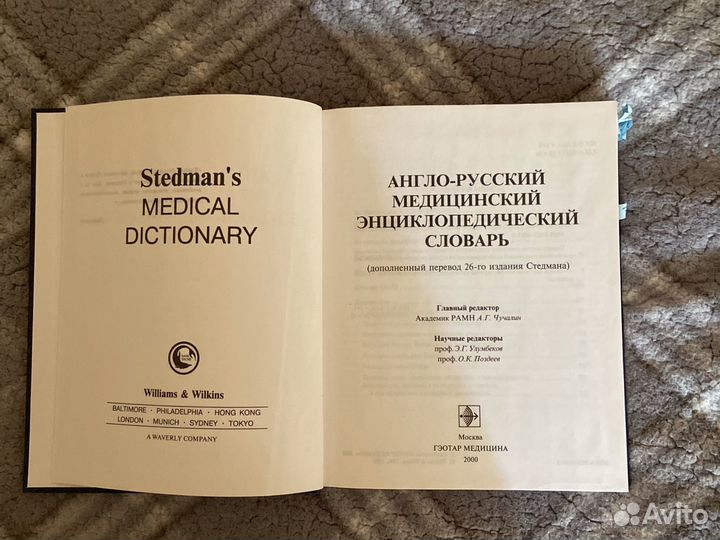 Stedman's
MEDICAL
DICTIONARY
Williams & Wilkins
BALTIMORE · PHILADELPHIA · HONG KONG
LONDON · MUNICH · SYDNEY · TOKYO
A WAVERLY COMPANY
АНГЛО-РУССКИЙ
МЕДИЦИНСКИЙ
ЭНЦИКЛОПЕДИЧЕСКИЙ
СЛОВАРЬ
(дополненный перевод 26-го издания Стедмана)
Главный редактор
Академик РАМН А.Г. Чучалин
Научные редакторы
проф. Э.Г. Улумбеков
проф. О.К. Поздеев
Москва
ГЭОТАР МЕДИЦИНА
2000
Avito